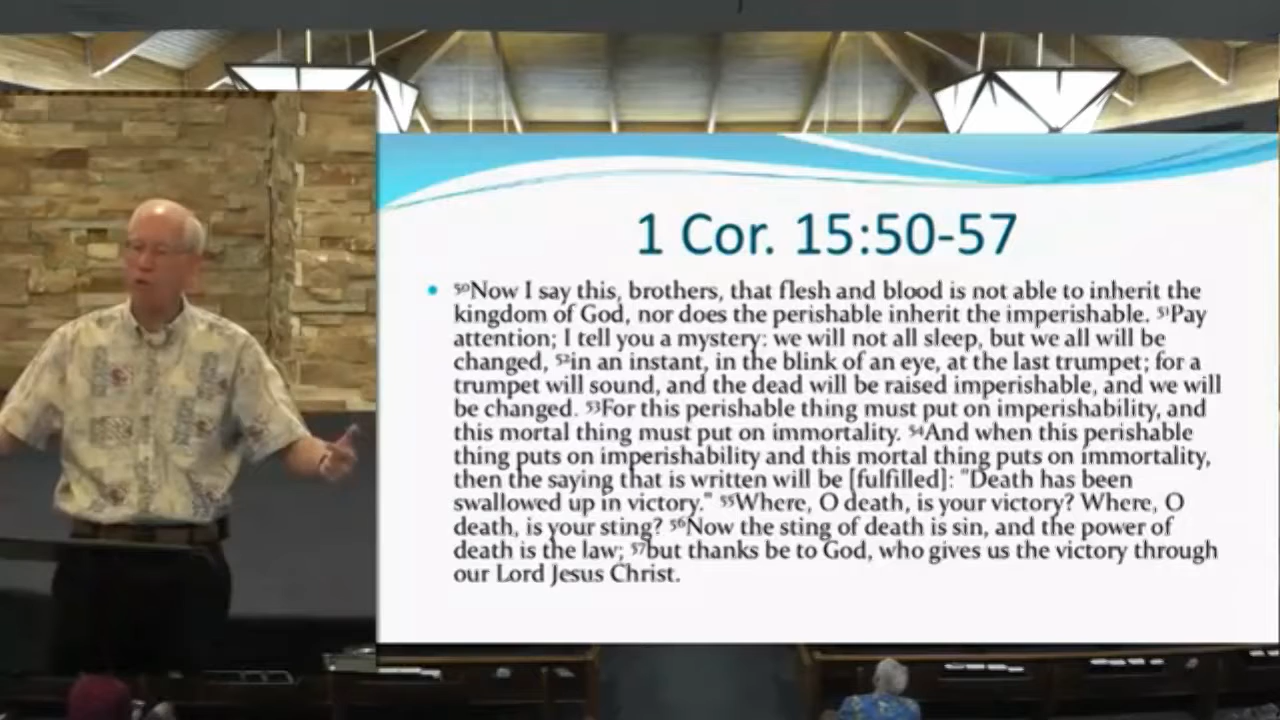 1 Cor. 15:50-57
• ⁵⁰Now I say this, brothers, that flesh and blood is not able to inherit the
kingdom of God, nor does the perishable inherit the imperishable. ⁵¹Pay
attention; I tell you a mystery: we will not all sleep, but we all will be
changed, ⁵²in an instant, in the blink of an eye, at the last trumpet; for a
trumpet will sound, and the dead will be raised imperishable, and we will
be changed. ⁵³For this perishable thing must put on imperishability, and
this mortal thing must put on immortality. ⁵⁴And when this perishable
thing puts on imperishability and this mortal thing puts on immortality,
then the saying that is written will be [fulfilled]: "Death has been
swallowed up in victory." ⁵⁵Where, O death, is your victory? Where, O
death, is your sting? ⁵⁶Now the sting of death is sin, and the power of
death is the law; ⁵⁷but thanks be to God, who gives us the victory through
our Lord Jesus Christ.